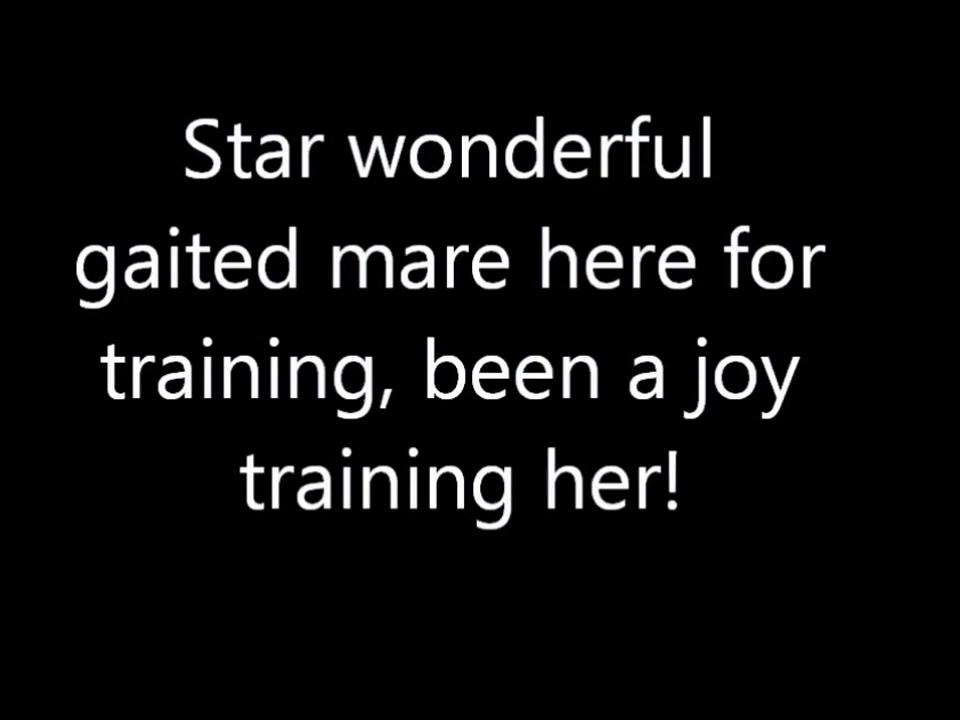 Star wonderful
gaited mare here for
training, been a joy
training her!